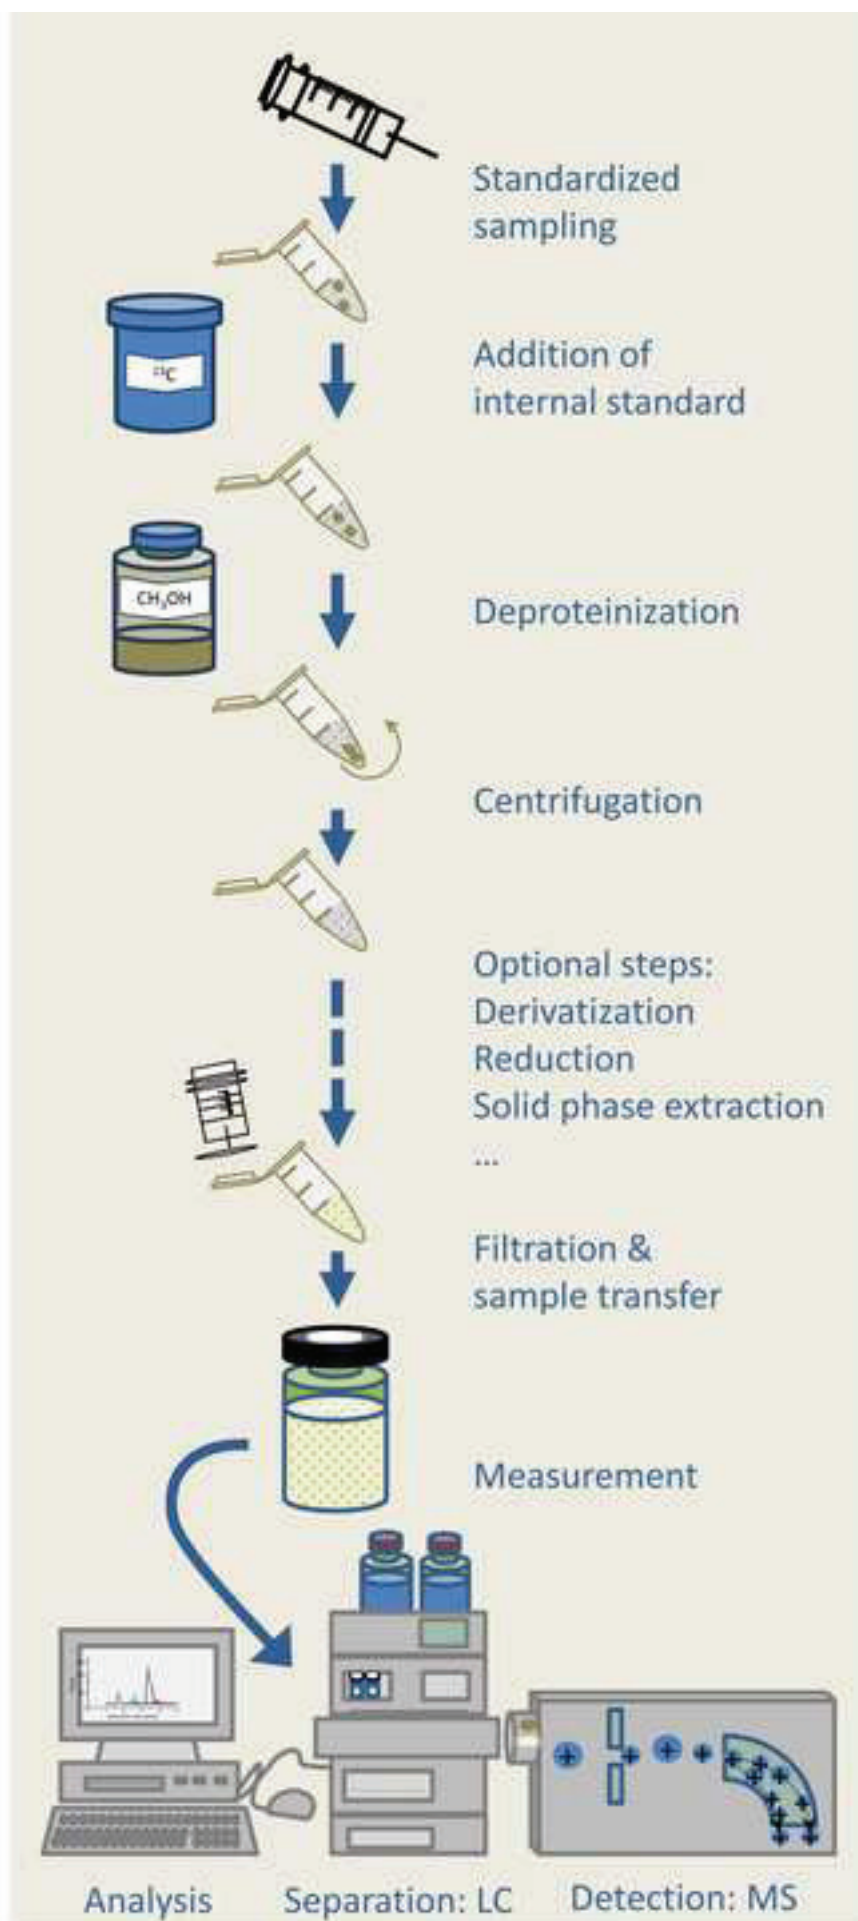 Standardized
sampling
¹³C
Addition of
internal standard
CH₃OH
Deproteinization
Centrifugation
Optional steps:
Derivatization
Reduction
Solid phase extraction
...
Filtration &
sample transfer
Measurement
Analysis
Separation: LC
Detection: MS